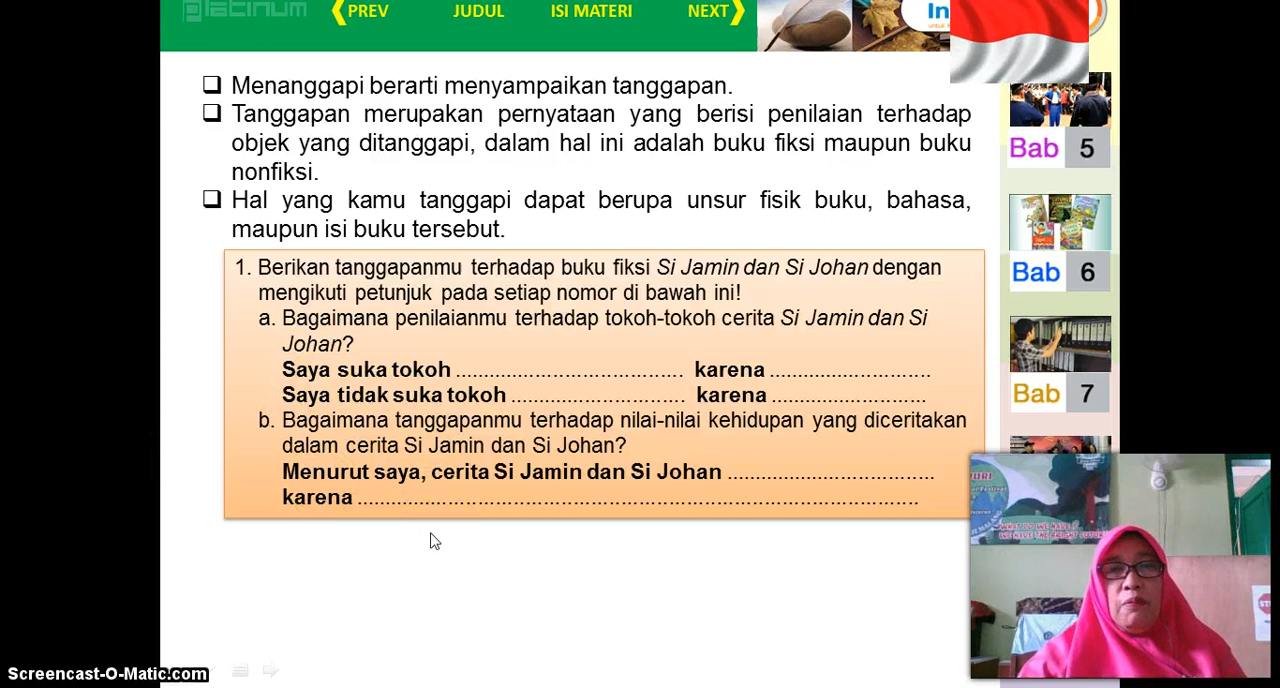 platinum
PREV JUDUL ISI MATERI NEXT
In
❑ Menanggapi berarti menyampaikan tanggapan.
❑ Tanggapan merupakan pernyataan yang berisi penilaian terhadap
objek yang ditanggapi, dalam hal ini adalah buku fiksi maupun buku
nonfiksi.
❑ Hal yang kamu tanggapi dapat berupa unsur fisik buku, bahasa,
maupun isi buku tersebut.
1. Berikan tanggapanmu terhadap buku fiksi Si Jamin dan Si Johan dengan
mengikuti petunjuk pada setiap nomor di bawah ini!
a. Bagaimana penilaianmu terhadap tokoh-tokoh cerita Si Jamin dan Si
Johan?
Saya suka tokoh ........................................ karena ............................
Saya tidak suka tokoh ................................... karena ...........................
b. Bagaimana tanggapanmu terhadap nilai-nilai kehidupan yang diceritakan
dalam cerita Si Jamin dan Si Johan?
Menurut saya, cerita Si Jamin dan Si Johan ....................................
karena ..................................................................................................
Bab 5
Bab 6
Bab 7
Screencast-O-Matic.com